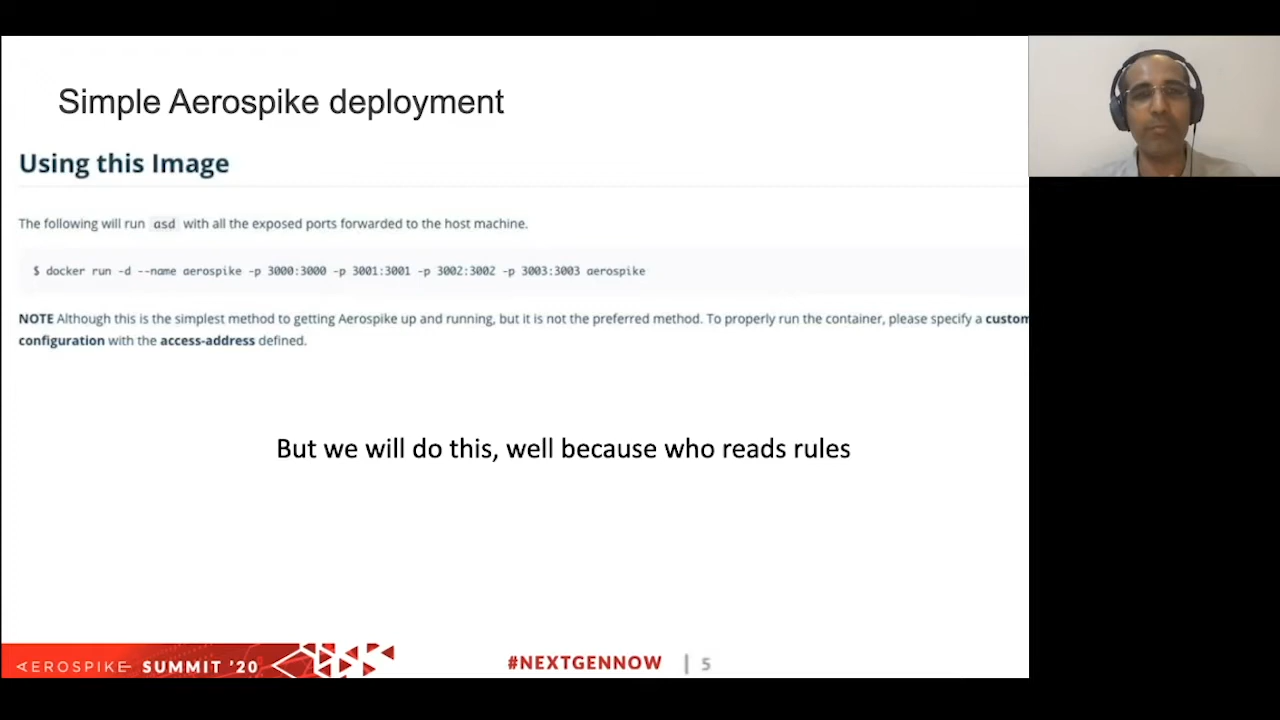 Simple Aerospike deployment
Using this Image
The following will run asd with all the exposed ports forwarded to the host machine.
$ docker run -d --name aerospike -p 3000:3000 -p 3001:3001 -p 3002:3002 -p 3003:3003 aerospike
NOTE Although this is the simplest method to getting Aerospike up and running, but it is not the preferred method. To properly run the container, please specify a custom
configuration with the access-address defined.
But we will do this, well because who reads rules
AEROSPIKE SUMMIT '20
#NEXTGENNOW | 5